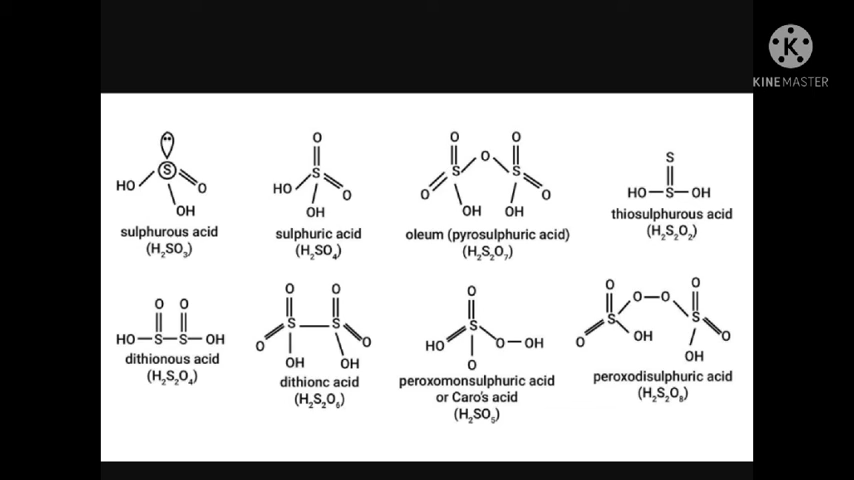 K
KINEMASTER
O
S
HO
O
OH
sulphurous acid
(H₂SO₃)
O
S
HO
O
OH
sulphuric acid
(H₂SO₄)
O O
O
S S
O O
OH OH
oleum (pyrosulphuric acid)
(H₂S₂O₇)
S
HO S OH
thiosulphurous acid
(H₂S₂O₂)
O O
HO S S OH
dithionous acid
(H₂S₂O₄)
O O
S S
O O
OH OH
dithionc acid
(H₂S₂O₆)
O
S
HO O OH
O
peroxomonsulphuric acid
or Caro's acid
(H₂SO₅)
O O
O O
S S
O OH O
OH
peroxodisulphuric acid
(H₂S₂O₈)